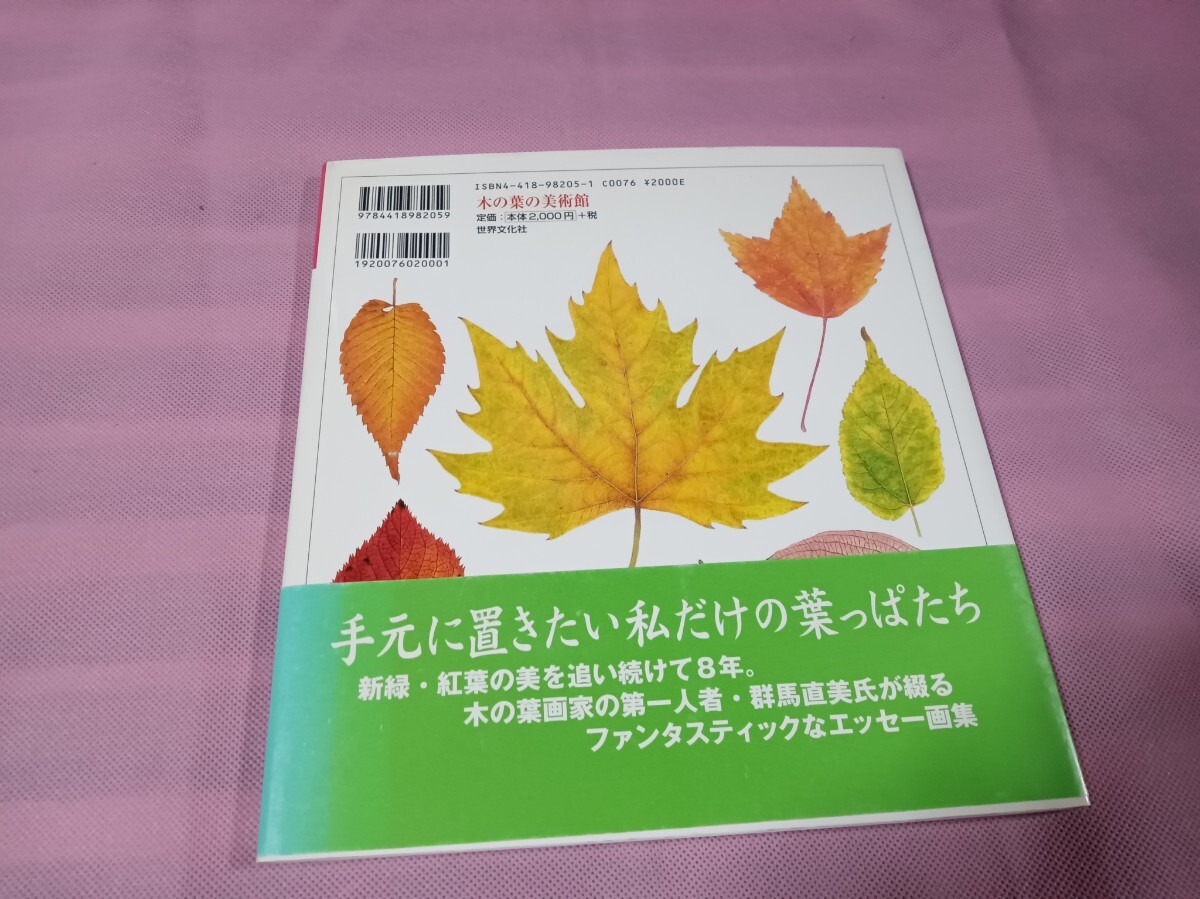 ISBN4-418-98205-1 C0076 ¥2000E
9784418982059
木の葉の美術館
定価：本体2,000円+税
世界文化社
1920076020001
手元に置きたい私だけの葉っぱたち
新緑・紅葉の美を追い続けて8年。
木の葉画家の第一人者・群馬直美氏が綴る
ファンタスティックなエッセー画集